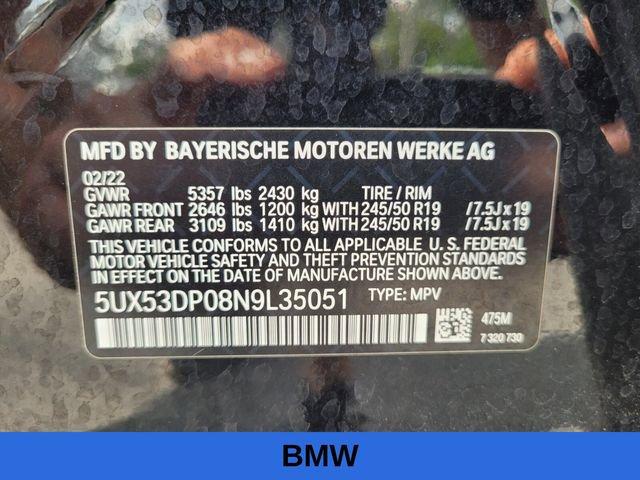 MFD BY BAYERISCHE MOTOREN WERKE AG
02/22
GVWR 5357 lbs 2430 kg TIRE / RIM
GAWR FRONT 2646 lbs 1200 kg WITH 245/50 R19 /7.5J x 19
GAWR REAR 3109 lbs 1410 kg WITH 245/50 R19 /7.5J x 19
THIS VEHICLE CONFORMS TO ALL APPLICABLE U. S. FEDERAL
MOTOR VEHICLE SAFETY AND THEFT PREVENTION STANDARDS
IN EFFECT ON THE DATE OF MANUFACTURE SHOWN ABOVE.
5UX53DP08N9L35051 TYPE: MPV
475M
7 320 730
BMW